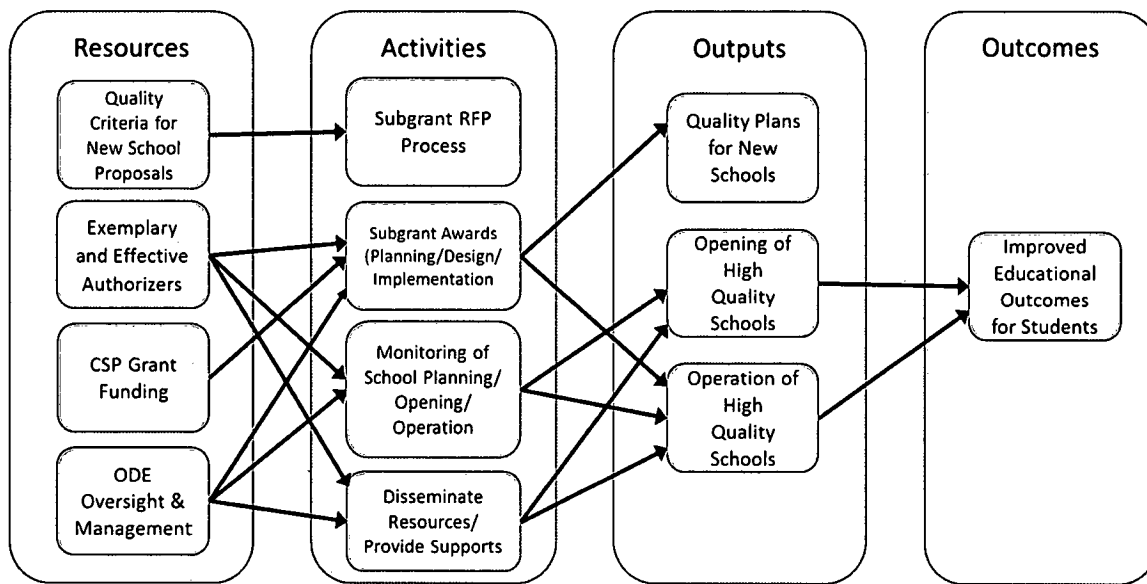 Resources
Quality
Criteria for
New School
Proposals
Exemplary
and Effective
Authorizers
CSP Grant
Funding
ODE
Oversight &
Management
Activities
Subgrant RFP
Process
Subgrant Awards
(Planning/Design/
Implementation
Monitoring of
School Planning/
Opening/
Operation
Disseminate
Resources/
Provide Supports
Outputs
Quality Plans
for New
Schools
Opening of
High
Quality
Schools
Operation of
High
Quality
Schools
Outcomes
Improved
Educational
Outcomes
for Students